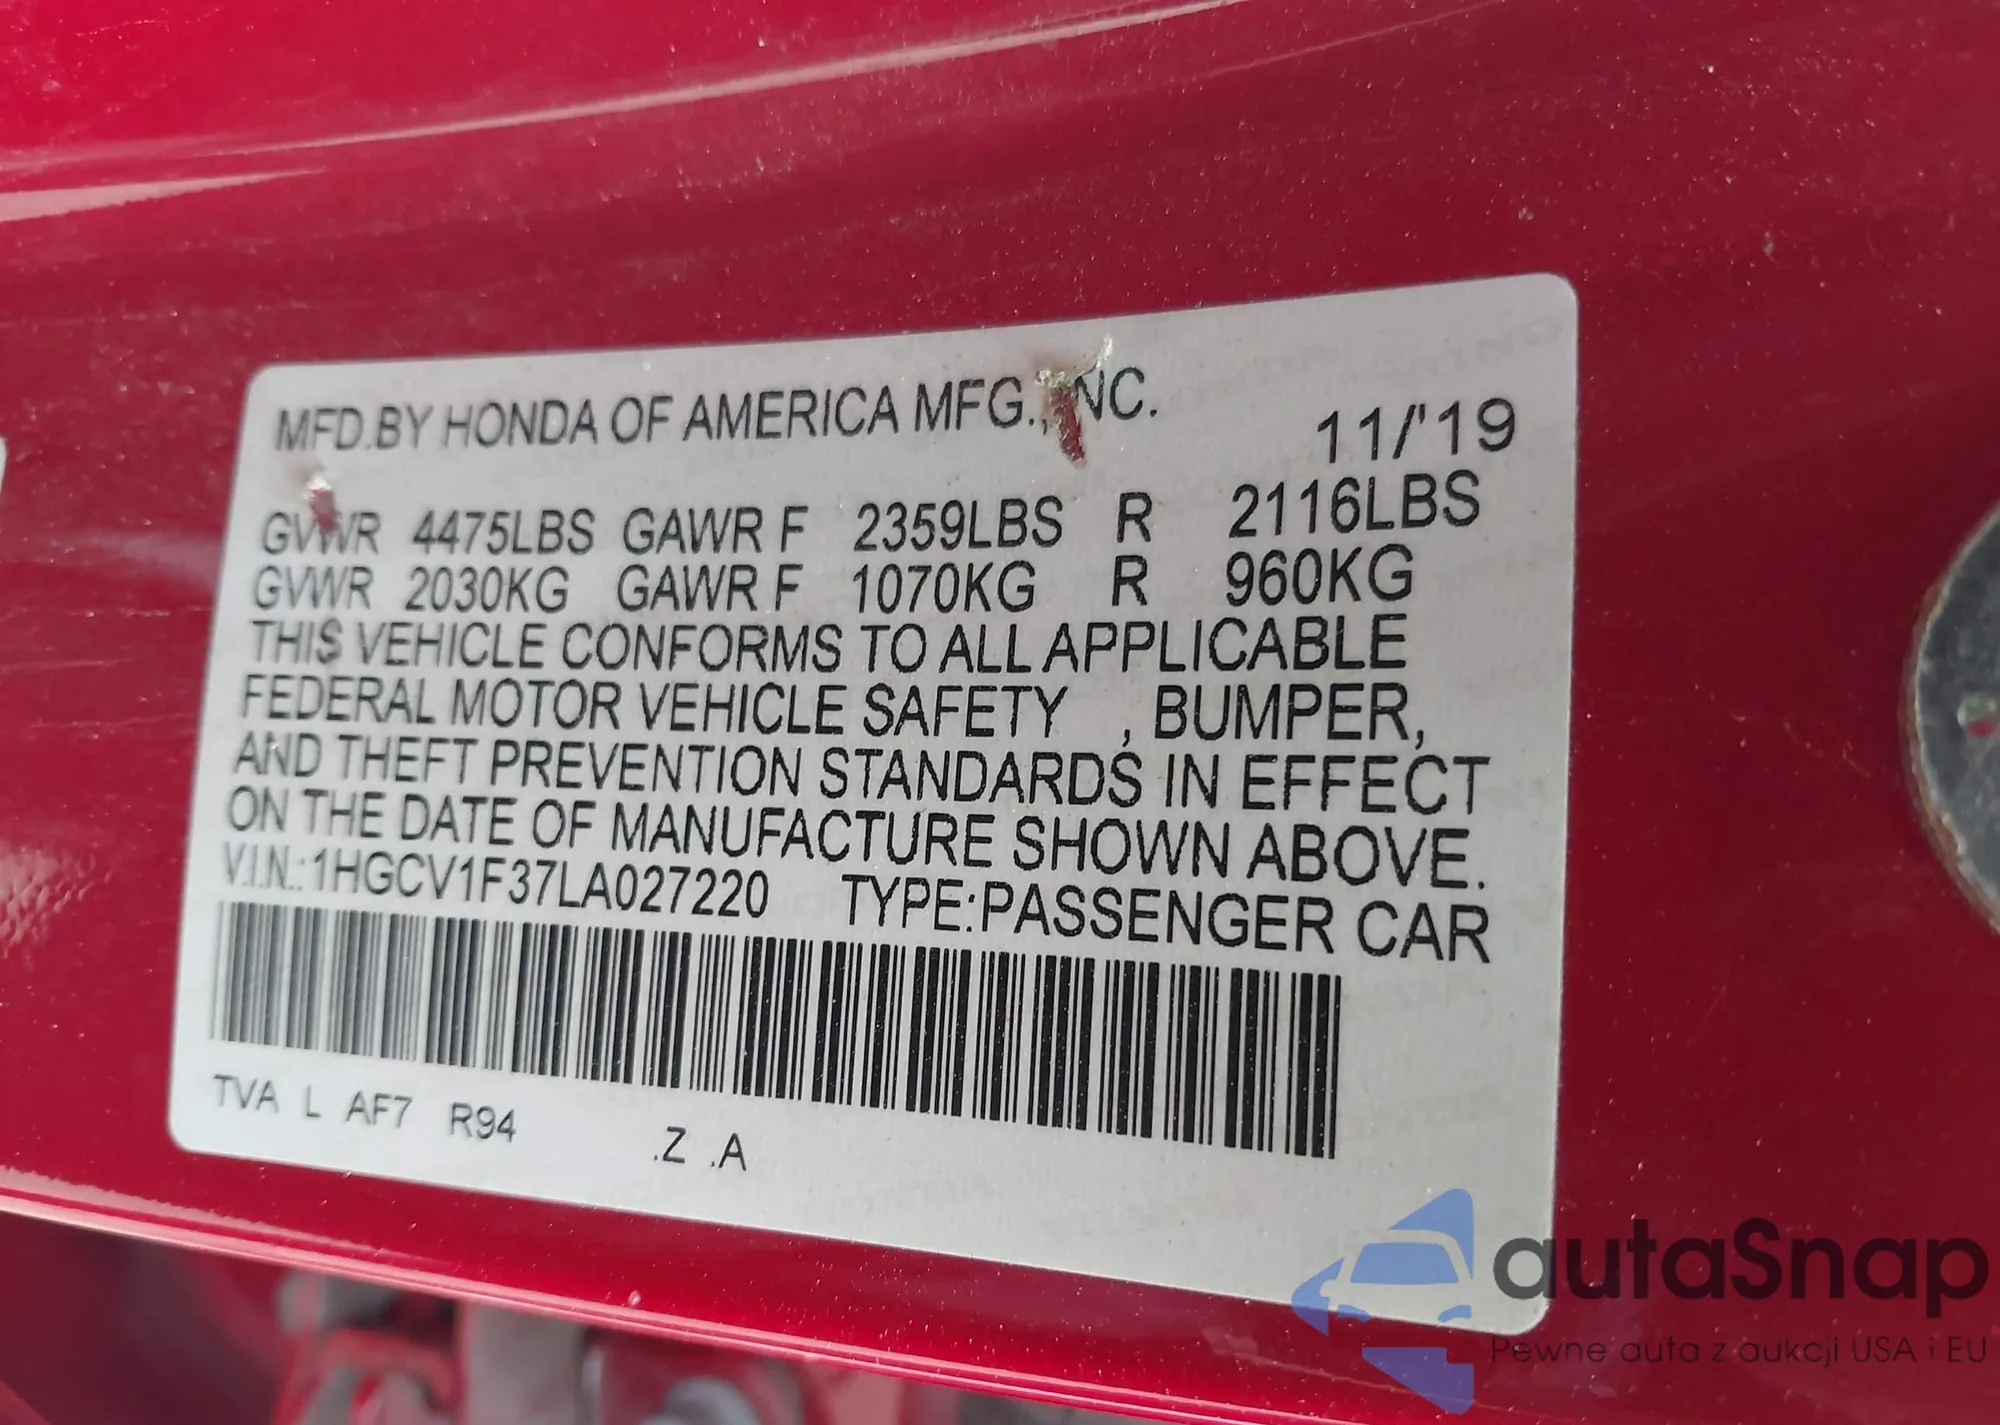 MFD.BY HONDA OF AMERICA MFG., INC.
11/'19
GVWR 4475LBS GAWR F 2359LBS R 2116LBS
GVWR 2030KG GAWR F 1070KG R 960KG
THIS VEHICLE CONFORMS TO ALL APPLICABLE
FEDERAL MOTOR VEHICLE SAFETY , BUMPER,
AND THEFT PREVENTION STANDARDS IN EFFECT
ON THE DATE OF MANUFACTURE SHOWN ABOVE.
V.I.N.:1HGCV1F37LA027220 TYPE:PASSENGER CAR
TVA L AF7 R94 .Z .A
autaSnap
Pewne auta z aukcji USA i EU